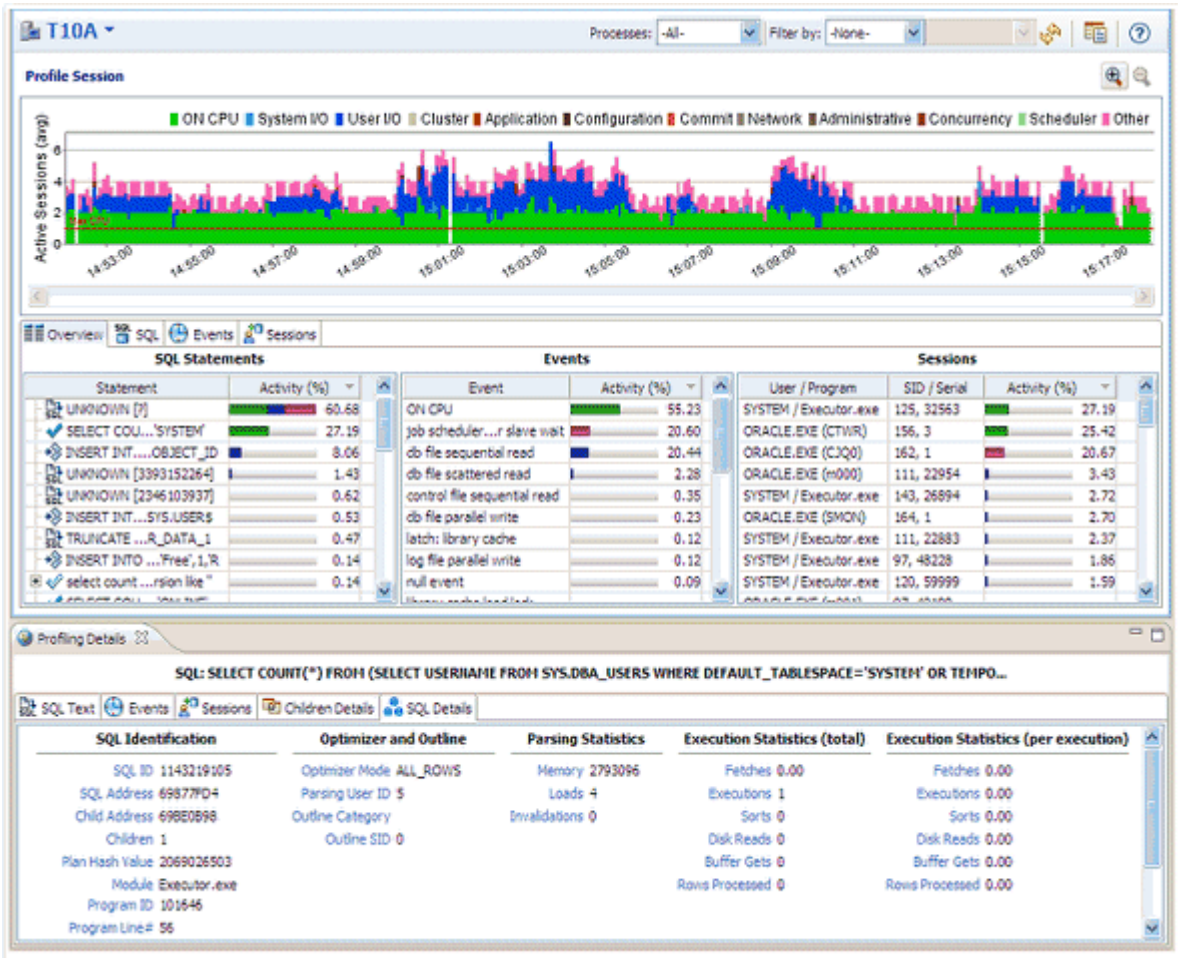 T10A
Processes: -All- Filter by: -None-
Profile Session
ON CPU System I/O User I/O Cluster Application Configuration Commit Network Administrative Concurrency Scheduler Other
Active Sessions (avg)
6
4
2
0
Max CPU
14:53:00 14:55:00 14:57:00 14:59:00 15:01:00 15:03:00 15:05:00 15:07:00 15:09:00 15:11:00 15:13:00 15:15:00 15:17:00
Overview SQL Events Sessions
SQL Statements Events Sessions
Statement Activity (%) Event Activity (%) User / Program SID / Serial Activity (%)
UNKNOWN [?] 60.68 ON CPU 55.23 SYSTEM / Executor.exe 125, 32563 27.19
SELECT COU...'SYSTEM' 27.19 job scheduler...r slave wait 20.60 ORACLE.EXE (CTWR) 156, 3 25.42
INSERT INT....OBJECT_ID 8.06 db file sequential read 20.44 ORACLE.EXE (CJQ0) 162, 1 20.67
UNKNOWN [3393152264] 1.43 db file scattered read 2.28 ORACLE.EXE (m000) 111, 22954 3.43
UNKNOWN [2346103937] 0.62 control file sequential read 0.35 SYSTEM / Executor.exe 143, 26894 2.72
INSERT INT...SYS.USER$ 0.53 db file parallel write 0.23 ORACLE.EXE (SMON) 164, 1 2.70
TRUNCATE ...R_DATA_1 0.47 latch: library cache 0.12 SYSTEM / Executor.exe 111, 22883 2.37
INSERT INTO ...'Free',1,'R 0.14 log file parallel write 0.12 SYSTEM / Executor.exe 97, 48228 1.86
select count ...rsion like '' 0.14 null event 0.09 SYSTEM / Executor.exe 120, 59999 1.59
Profiling Details
SQL: SELECT COUNT(*) FROM (SELECT USERNAME FROM SYS.DBA_USERS WHERE DEFAULT_TABLESPACE='SYSTEM' OR TEMPO...
SQL Text Events Sessions Children Details SQL Details
SQL Identification Optimizer and Outline Parsing Statistics Execution Statistics (total) Execution Statistics (per execution)
SQL ID 1143219105 Optimizer Mode ALL_ROWS Memory 2793096 Fetches 0.00 Fetches 0.00
SQL Address 69877FD4 Parsing User ID 5 Loads 4 Executions 1 Executions 0.00
Child Address 69BE0B98 Outline Category Invalidations 0 Sorts 0 Sorts 0.00
Children 1 Outline SID 0 Disk Reads 0 Disk Reads 0.00
Plan Hash Value 2069026503 Buffer Gets 0 Buffer Gets 0.00
Module Executor.exe Rows Processed 0 Rows Processed 0.00
Program ID 101646
Program Line# 56